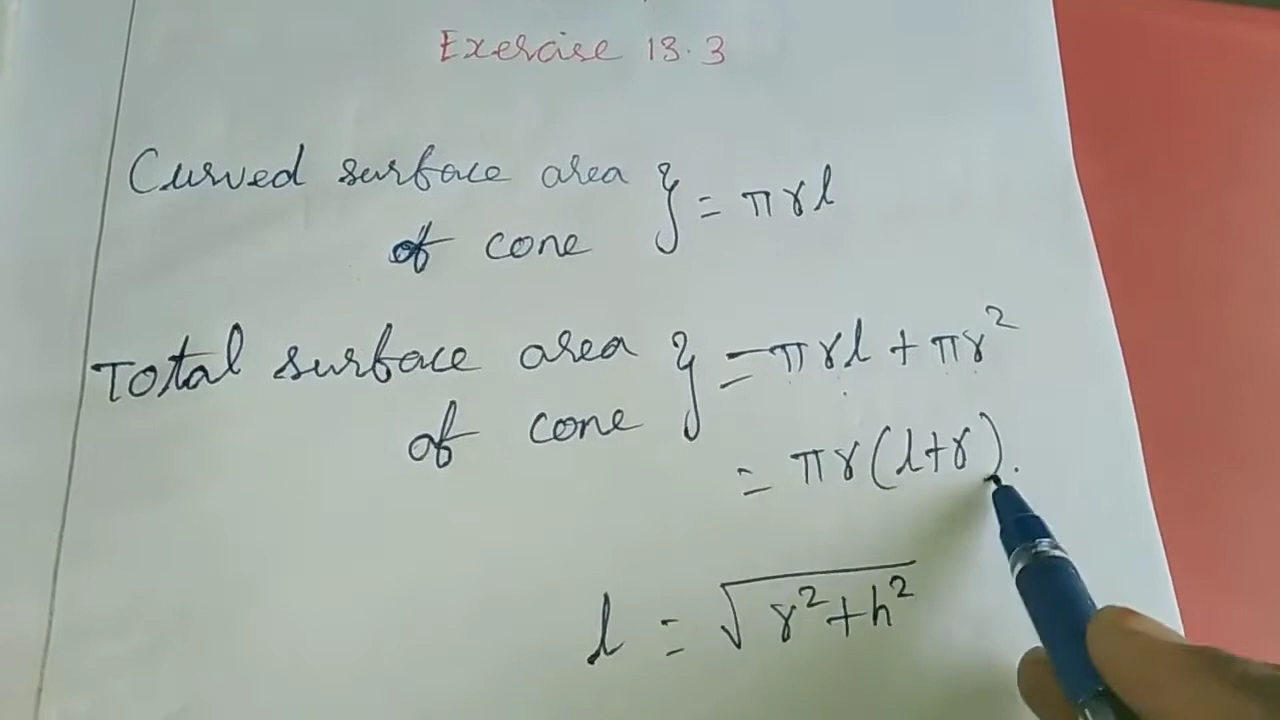 Exercise 13.3
Curved surface area
of cone } = πrl
Total surface area
of cone } = πrl + πr²
= πr(l+r).
l = √r²+h²